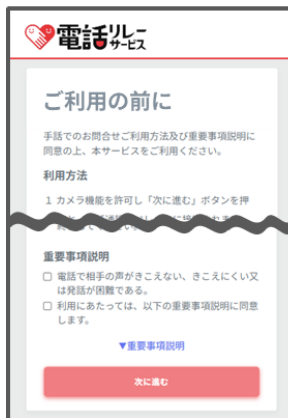 電話リレーサービス
ご利用の前に
手話でのお問合せご利用方法及び重要事項説明に
同意の上、本サービスをご利用ください。
利用方法
1 カメラ機能を許可し「次に進む」ボタンを押
重要事項説明
電話で相手の声がきこえない、きこえにくい又
は発話が困難である。
利用にあたっては、以下の重要事項説明に同意
します。
▼重要事項説明
次に進む